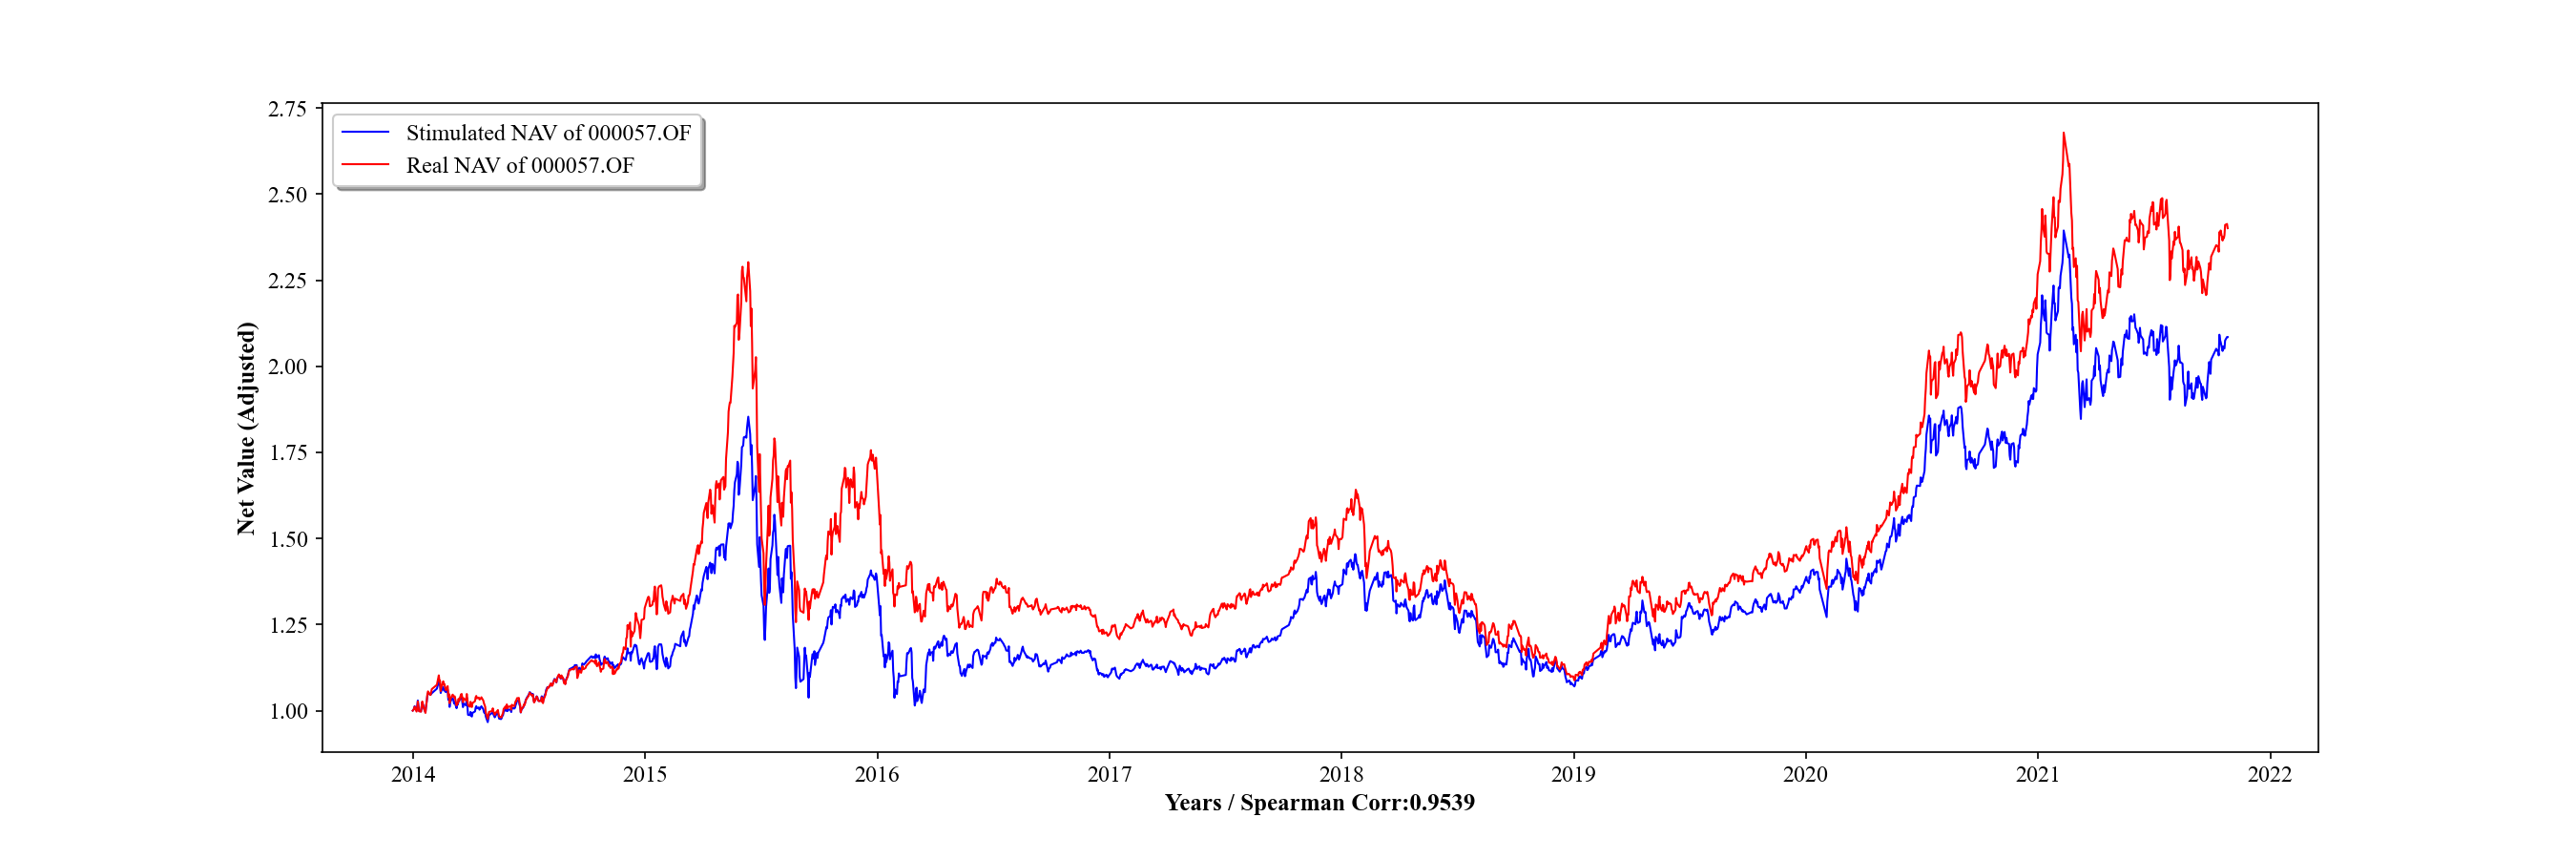 2.75
2.50
2.25
2.00
1.75
1.50
1.25
1.00
Net Value (Adjusted)
Stimulated NAV of 000057.OF
Real NAV of 000057.OF
2014 2015 2016 2017 2018 2019 2020 2021 2022
Years / Spearman Corr:0.9539